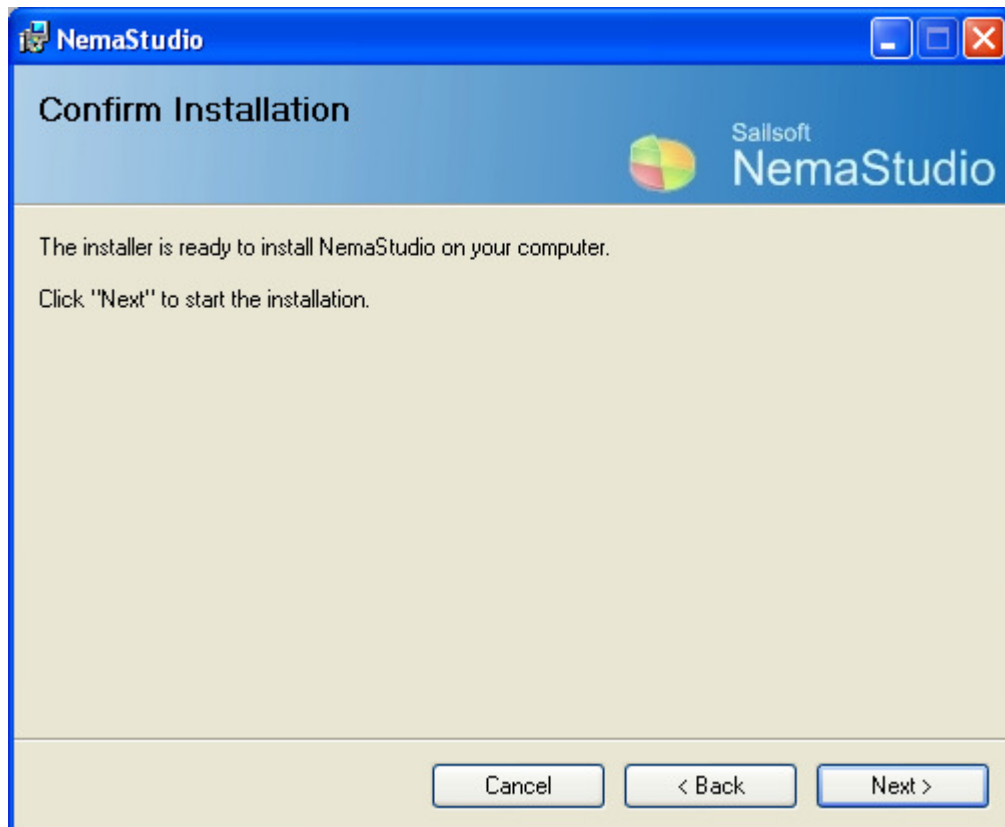 NemaStudio
Confirm Installation
Sailsoft
NemaStudio
The installer is ready to install NemaStudio on your computer.
Click "Next" to start the installation.
Cancel
< Back
Next >